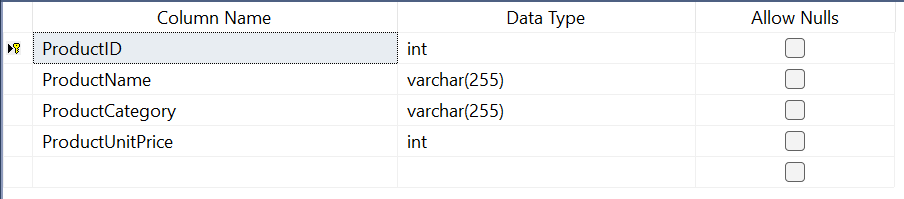 Column Name Data Type Allow Nulls
ProductID int
ProductName varchar(255)
ProductCategory varchar(255)
ProductUnitPrice int